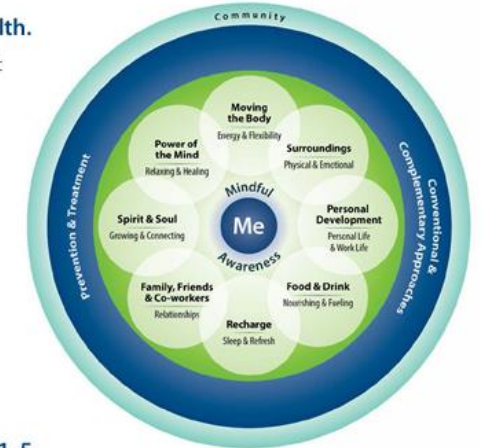 lth.
Community
Moving
the Body
Energy & Flexibility
Surroundings
Physical & Emotional
Personal
Development
Personal Life
& Work Life
Food & Drink
Nourishing & Fueling
Recharge
Sleep & Refresh
Family, Friends
& Co-workers
Relationships
Spirit & Soul
Growing & Connecting
Power of
the Mind
Relaxing & Healing
Mindful
Me
Awareness
Prevention & Treatment
Conventional &
Complementary Approaches